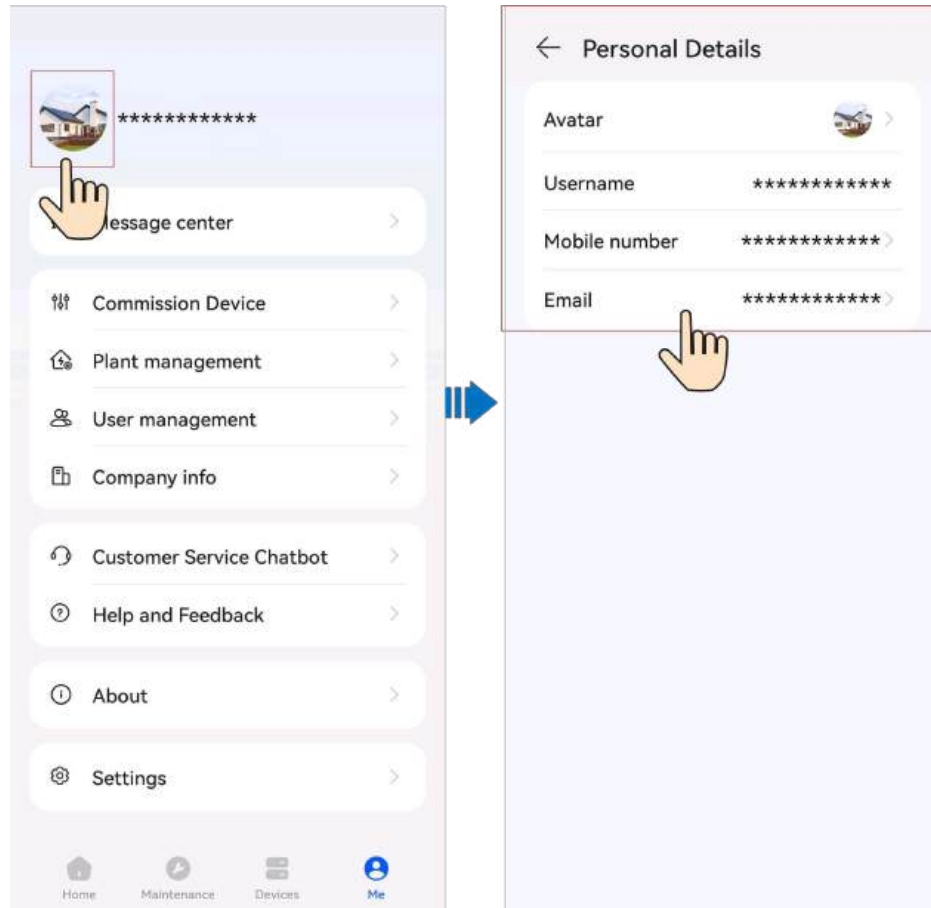 ************
Message center
Commission Device
Plant management
User management
Company info
Customer Service Chatbot
Help and Feedback
About
Settings
Home Maintenance Devices Me
Personal Details
Avatar
Username ************
Mobile number ************
Email ************